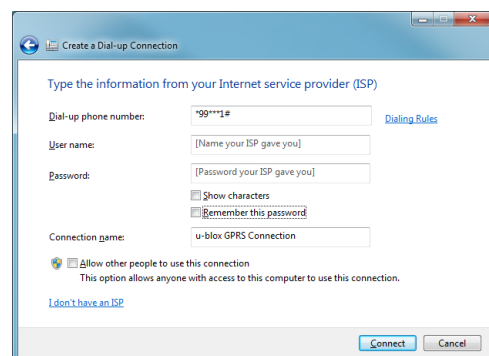 Create a Dial-up Connection
Type the information from your Internet service provider (ISP)
Dial-up phone number: *99***1# Dialing Rules
User name: [Name your ISP gave you]
Password: [Password your ISP gave you]
Show characters
Remember this password
Connection name: u-blox GPRS Connection
Allow other people to use this connection
This option allows anyone with access to this computer to use this connection.
I don't have an ISP
Connect Cancel